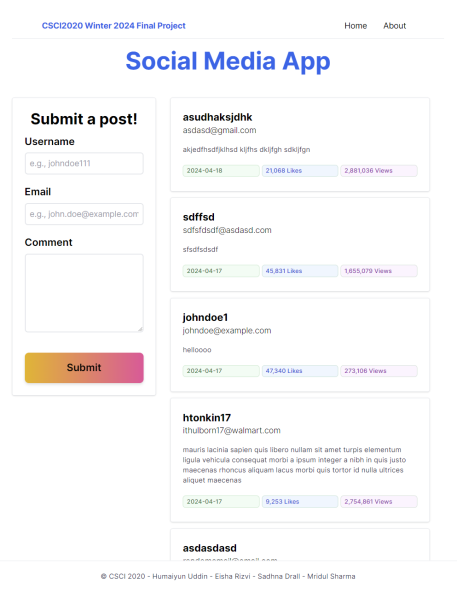 CSCI2020 Winter 2024 Final Project
Home About
Social Media App
Submit a post!
Username
e.g., johndoe111
Email
e.g., john.doe@example.com
Comment
Submit
asudhaksjdhk
asdasd@gmail.com
akjedfhsdfjklhsd kljfhs dkljfgh sdkljfgn
2024-04-18 21,068 Likes 2,881,036 Views
sdffsd
sdfsfdsdf@asdasd.com
sfsdfsdsdf
2024-04-17 45,831 Likes 1,655,079 Views
johndoe1
johndoe@example.com
helloooo
2024-04-17 47,340 Likes 273,106 Views
htonkin17
ithulborn17@walmart.com
mauris lacinia sapien quis libero nullam sit amet turpis elementum
ligula vehicula consequat morbi a ipsum integer a nibh in quis justo
maecenas rhoncus aliquam lacus morbi quis tortor id nulla ultrices
aliquet maecenas
2024-04-17 9,253 Likes 2,754,861 Views
asdasdasd
© CSCI 2020 - Humaiyun Uddin - Eisha Rizvi - Sadhna Drall - Mridul Sharma